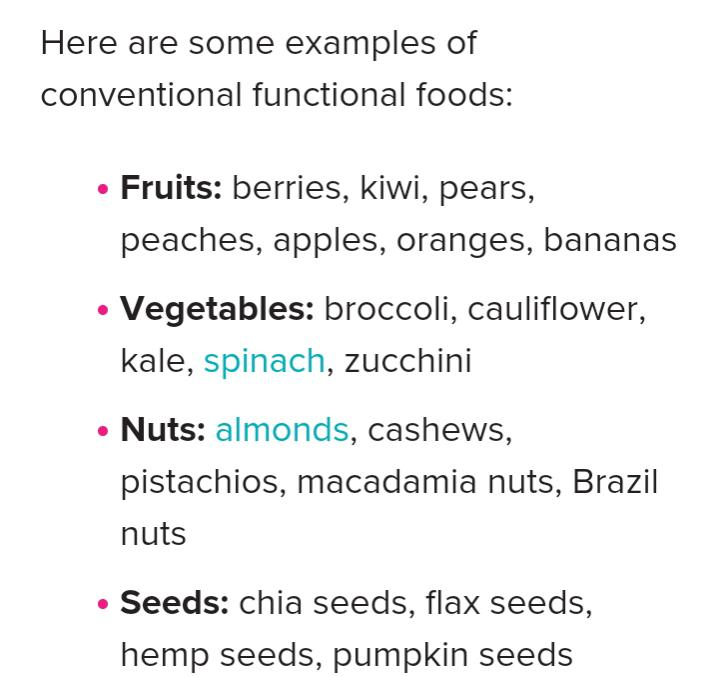 Here are some examples of
conventional functional foods:
• Fruits: berries, kiwi, pears,
peaches, apples, oranges, bananas
• Vegetables: broccoli, cauliflower,
kale, spinach, zucchini
• Nuts: almonds, cashews,
pistachios, macadamia nuts, Brazil
nuts
• Seeds: chia seeds, flax seeds,
hemp seeds, pumpkin seeds